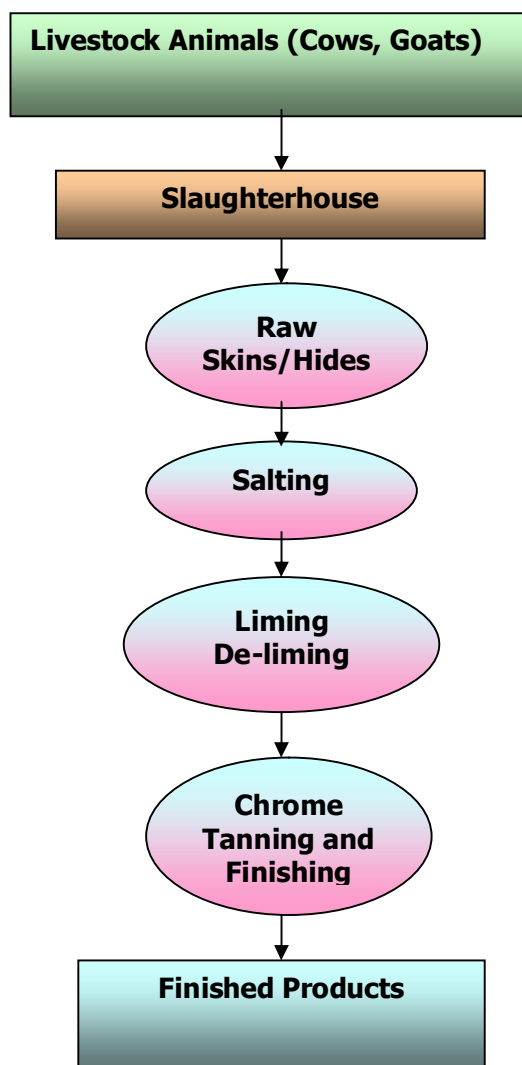 Livestock Animals (Cows, Goats)
Slaughterhouse
Raw
Skins/Hides
Salting
Liming
De-liming
Chrome
Tanning and
Finishing
Finished Products